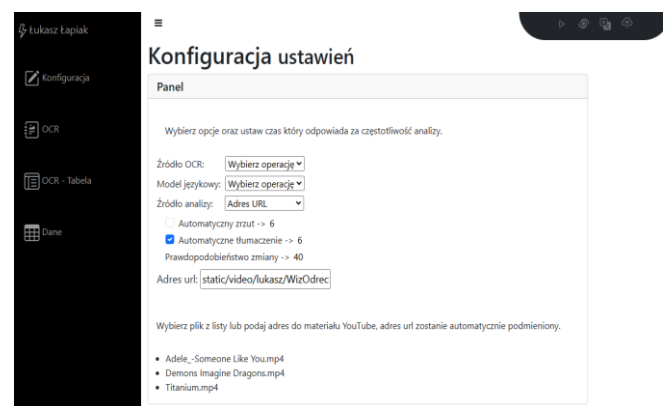 Łukasz Łapiak
Konfiguracja
OCR
OCR - Tabela
Dane
Konfiguracja ustawień
Panel
Wybierz opcje oraz ustaw czas który odpowiada za częstotliwość analizy.
Źródło OCR: Wybierz operację
Model językowy: Wybierz operację
Źródło analizy: Adres URL
Automatyczny zrzut -> 6
Automatyczne tłumaczenie -> 6
Prawdopodobieństwo zmiany -> 40
Adres url: static/video/lukasz/WizOdrec
Wybierz plik z listy lub podaj adres do materiału YouTube, adres url zostanie automatycznie podmieniony.
Adele_-Someone Like You.mp4
Demons Imagine Dragons.mp4
Titanium.mp4